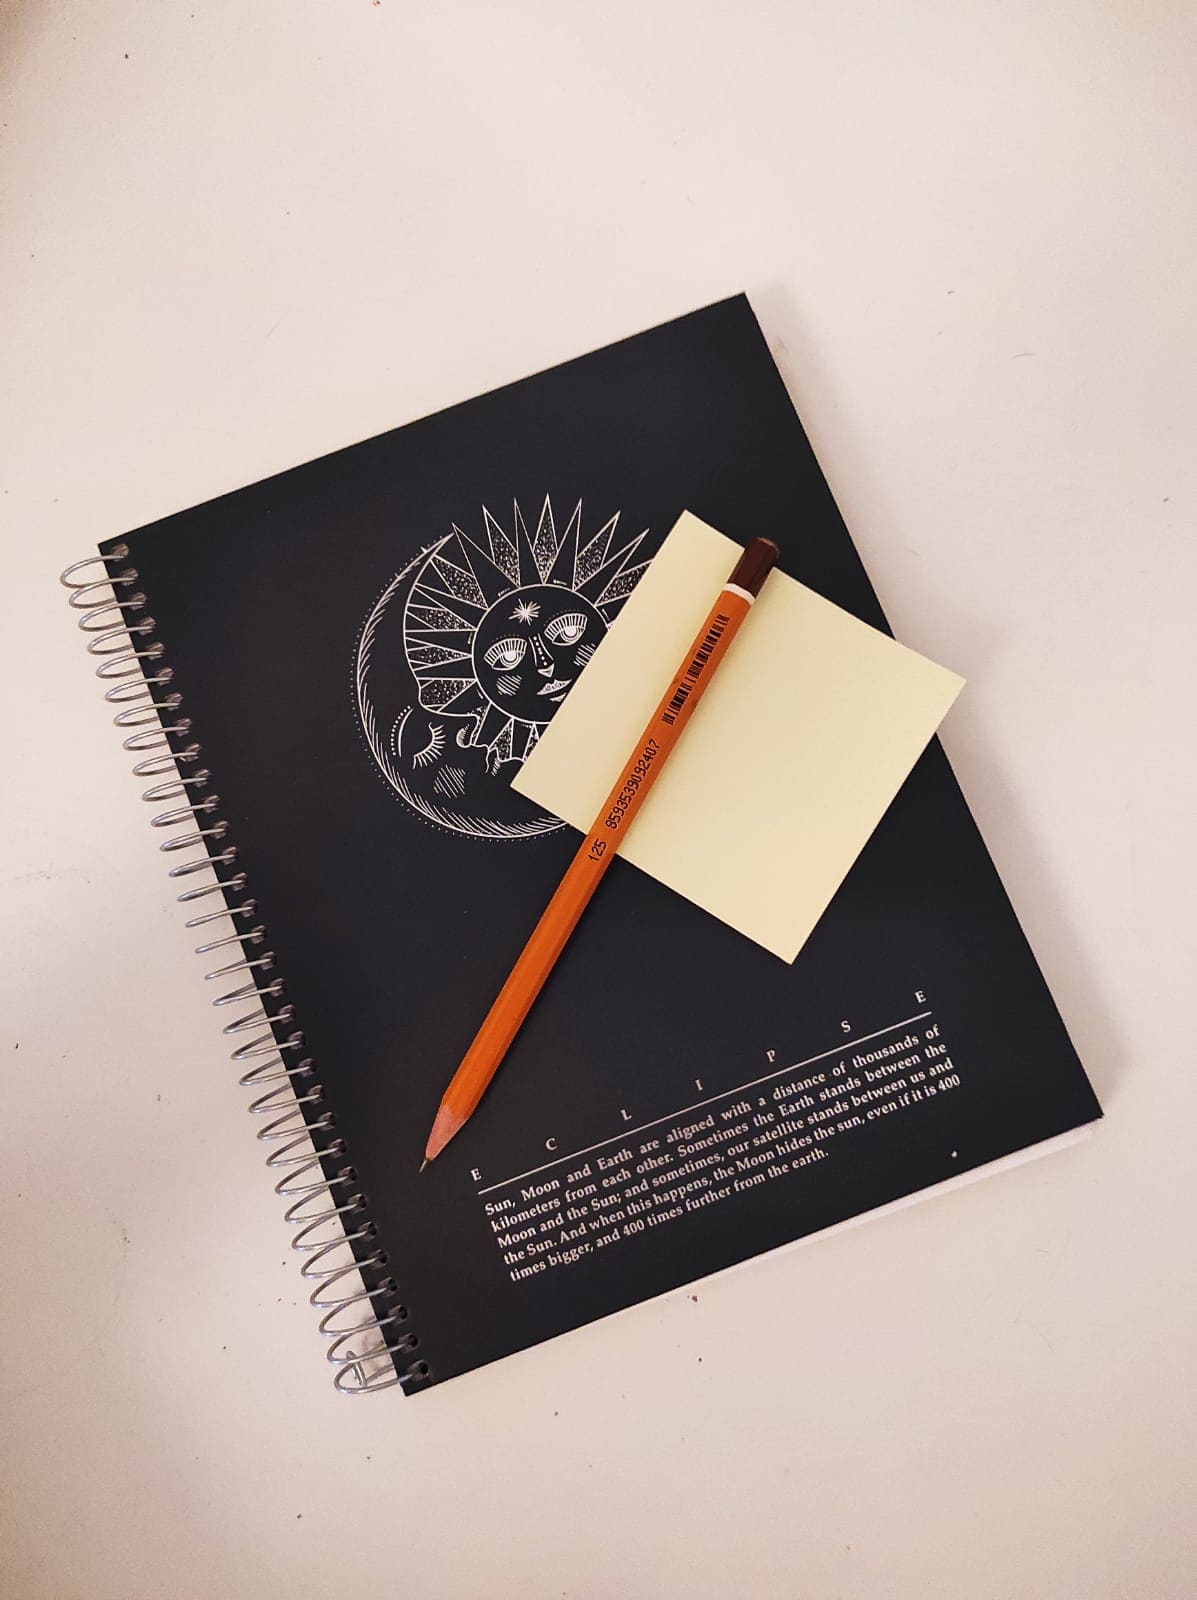 125 8593539092407
E C L I P S E
Sun, Moon and Earth are aligned with a distance of thousands of
kilometers from each other. Sometimes the Earth stands between the
Moon and the Sun; and sometimes, our satellite stands between us and
the Sun. And when this happens, the Moon hides the sun, even if it is 400
times bigger, and 400 times further from the earth.